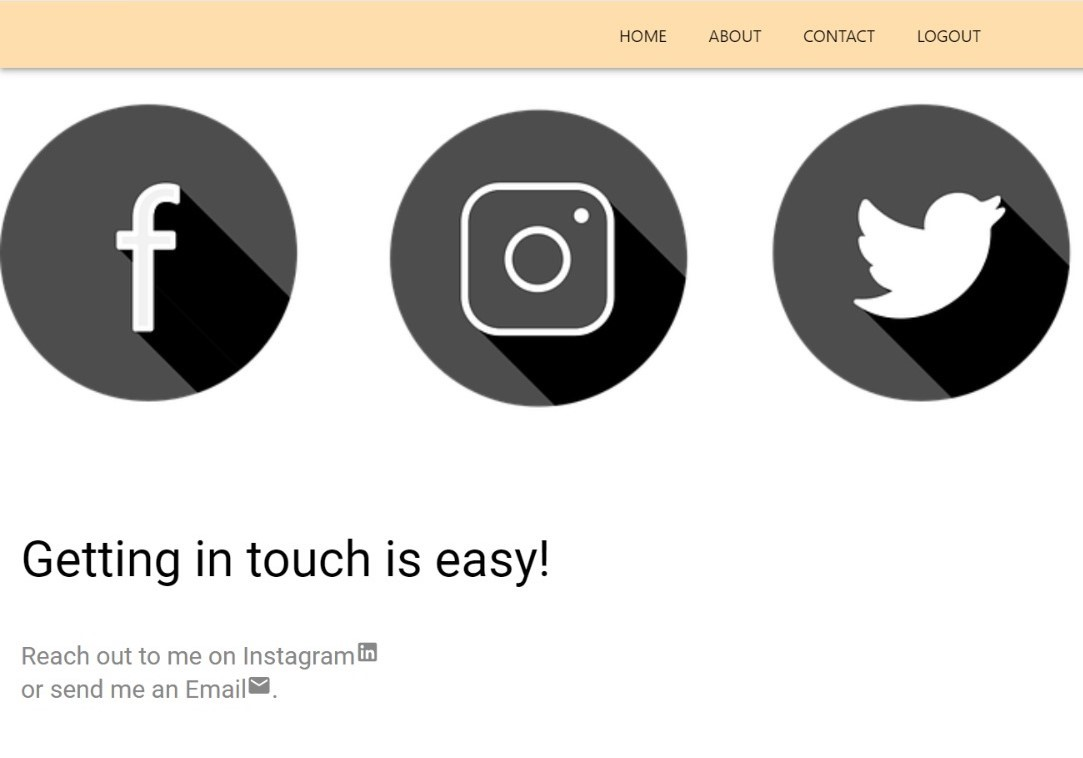 HOME ABOUT CONTACT LOGOUT
f
Getting in touch is easy!
Reach out to me on Instagram in
or send me an Email.